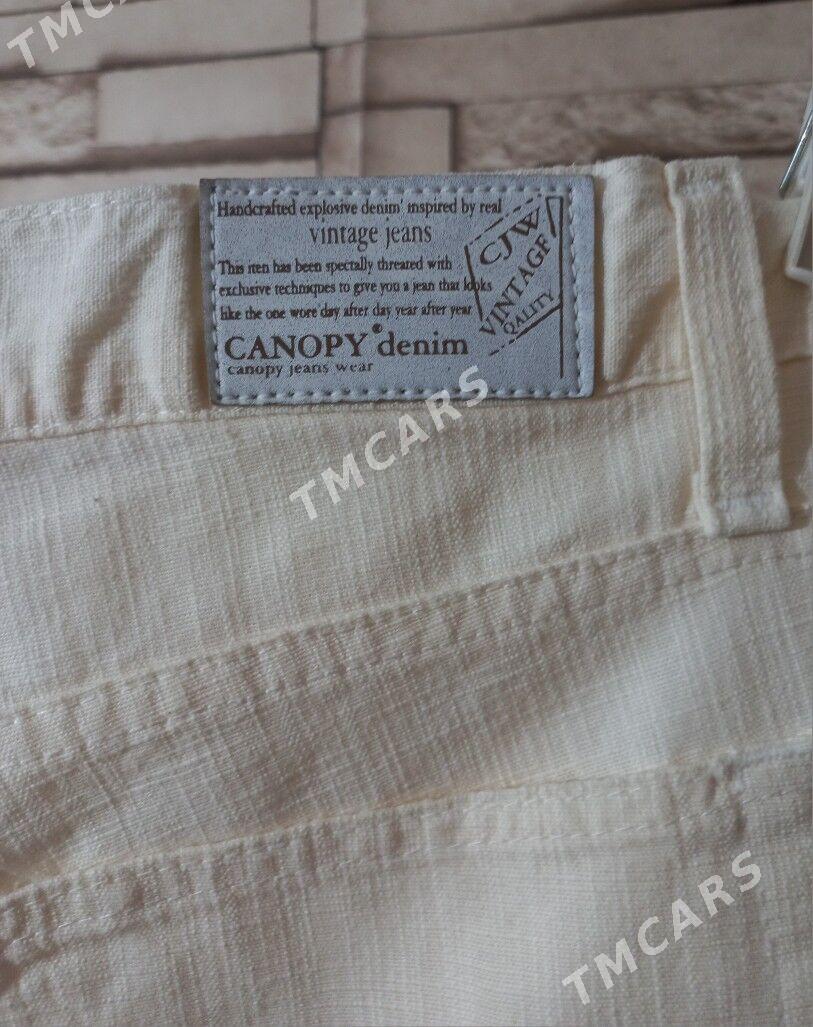 TMCARS
Handcrafted explosive denim' inspired by real
vintage jeans
This iten has been spectally threared with
exclusive techniques to give you a jean that looks
like the one wore day after day year after year
CANOPY® denim
canopy jeans wear
CJW
VINTAGE
QALITY
TMCARS
TMCARS